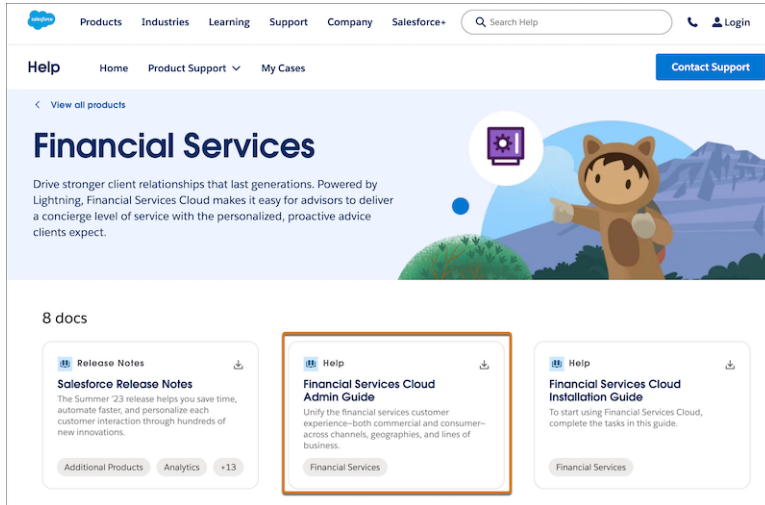 salesforce
Products Industries Learning Support Company Salesforce+ Search Help Login
Help Home Product Support My Cases Contact Support
View all products
Financial Services
Drive stronger client relationships that last generations. Powered by
Lightning, Financial Services Cloud makes it easy for advisors to deliver
a concierge level of service with the personalized, proactive advice
clients expect.
8 docs
Release Notes
Salesforce Release Notes
The Summer '23 release helps you save time,
automate faster, and personalize each
customer interaction through hundreds of
new innovations.
Additional Products Analytics +13
Help
Financial Services Cloud
Admin Guide
Unify the financial services customer
experience—both commercial and consumer—
across channels, geographies, and lines of
business.
Financial Services
Help
Financial Services Cloud
Installation Guide
To start using Financial Services Cloud,
complete the tasks in this guide.
Financial Services